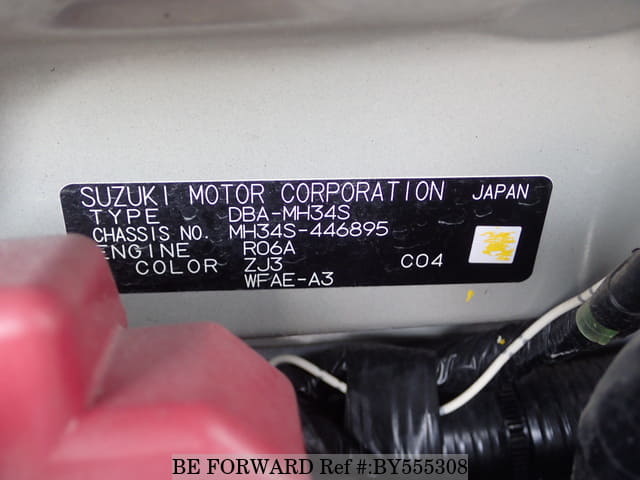 SUZUKI MOTOR CORPORATION JAPAN
TYPE DBA-MH34S
CHASSIS NO. MH34S-446895
ENGINE R06A
COLOR ZJ3 C04
WFAE-A3
BE FORWARD Ref #:BY555308